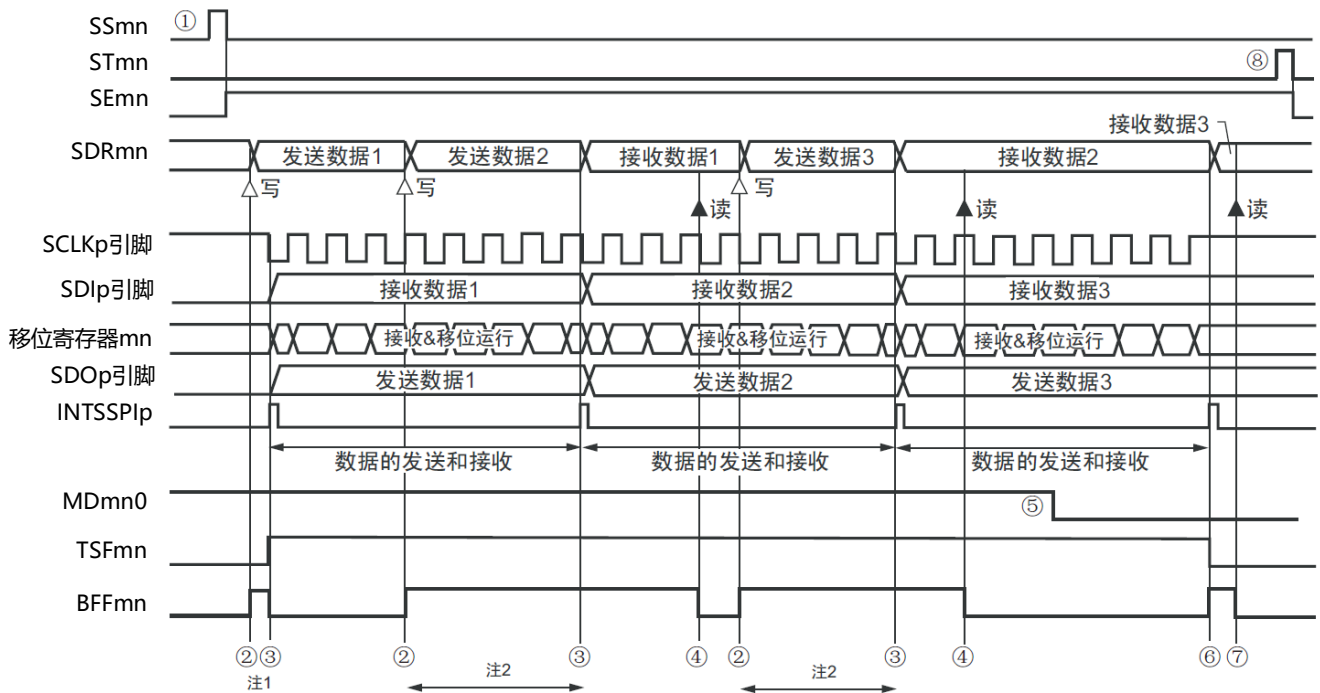 SSmn ①
STmn ⑧
SEmn
接收数据3
SDRmn 发送数据1 发送数据2 接收数据1 发送数据3 接收数据2
写 写 读 写 读 读
SCLKp引脚
SDIp引脚 接收数据1 接收数据2 接收数据3
移位寄存器mn 接收&移位运行 接收&移位运行 接收&移位运行
SDOp引脚 发送数据1 发送数据2 发送数据3
INTSSPIp
数据的发送和接收 数据的发送和接收 数据的发送和接收
MDmn0 ⑤
TSFmn
BFFmn
② ③ ② ③ ④ ② ③ ④ ⑥ ⑦
注1 注2 注2